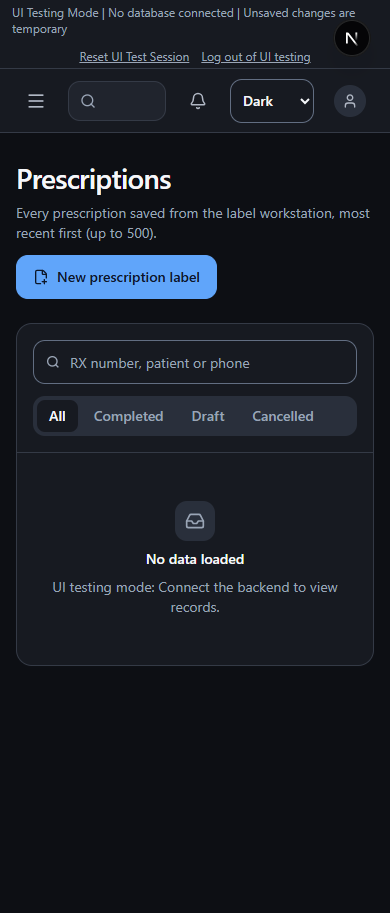 UI Testing Mode | No database connected | Unsaved changes are
temporary
N
Reset UI Test Session Log out of UI testing
Dark
Prescriptions
Every prescription saved from the label workstation, most
recent first (up to 500).
New prescription label
RX number, patient or phone
All Completed Draft Cancelled
No data loaded
UI testing mode: Connect the backend to view
records.